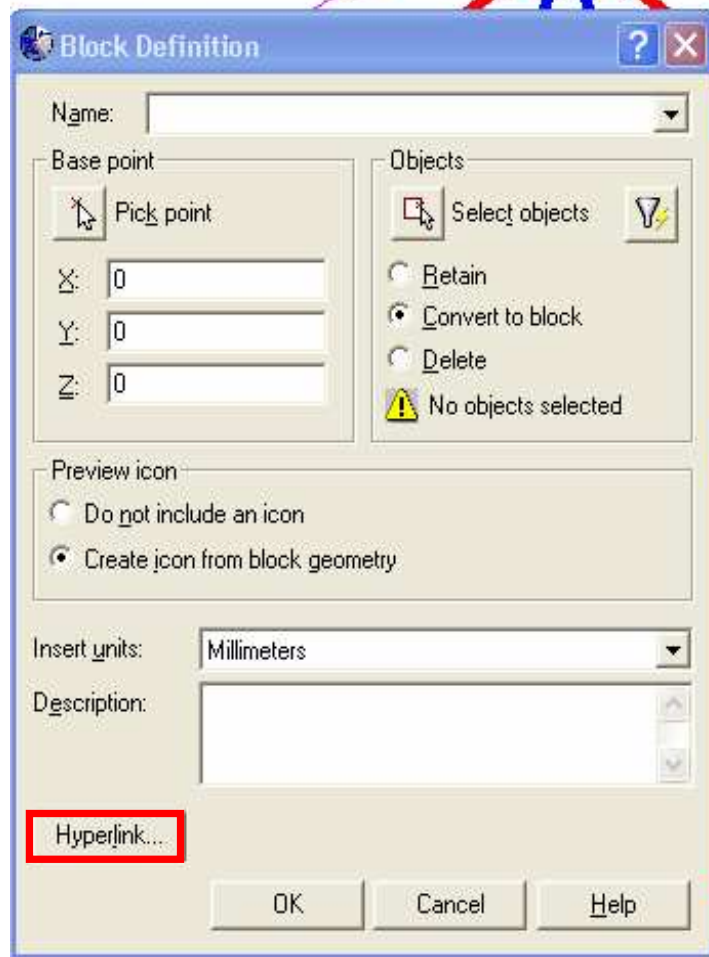 Block Definition
Name:
Base point
Pick point
X: 0
Y: 0
Z: 0
Objects
Select objects
Retain
Convert to block
Delete
No objects selected
Preview icon
Do not include an icon
Create icon from block geometry
Insert units: Millimeters
Description:
Hyperlink...
OK Cancel Help